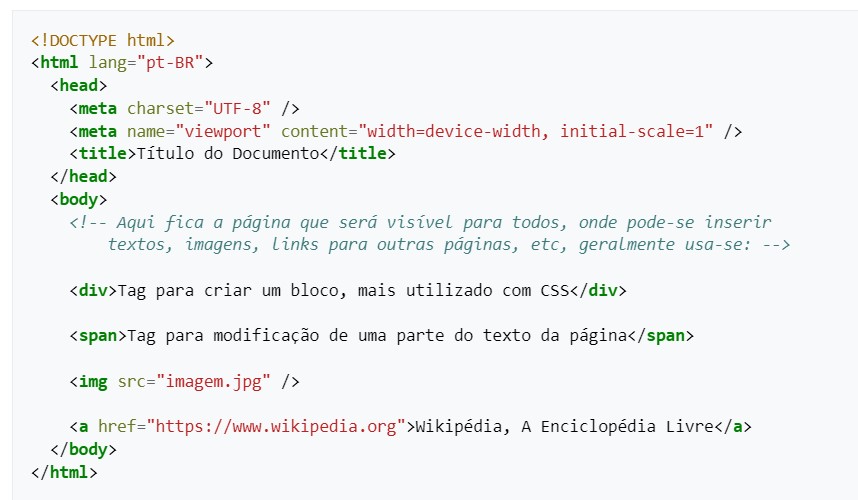 <!DOCTYPE html>
<html lang="pt-BR">
<head>
<meta charset="UTF-8" />
<meta name="viewport" content="width=device-width, initial-scale=1" />
<title>Título do Documento</title>
</head>
<body>
<!-- Aqui fica a página que será visível para todos, onde pode-se inserir
textos, imagens, links para outras páginas, etc, geralmente usa-se: -->
<div>Tag para criar um bloco, mais utilizado com CSS</div>
<span>Tag para modificação de uma parte do texto da página</span>
<img src="imagem.jpg" />
<a href="https://www.wikipedia.org">Wikipédia, A Enciclopédia Livre</a>
</body>
</html>